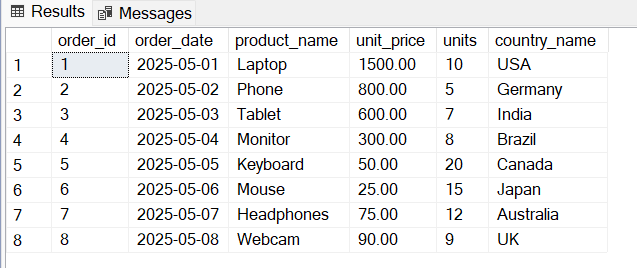 Results Messages
order_id order_date product_name unit_price units country_name
1 1 2025-05-01 Laptop 1500.00 10 USA
2 2 2025-05-02 Phone 800.00 5 Germany
3 3 2025-05-03 Tablet 600.00 7 India
4 4 2025-05-04 Monitor 300.00 8 Brazil
5 5 2025-05-05 Keyboard 50.00 20 Canada
6 6 2025-05-06 Mouse 25.00 15 Japan
7 7 2025-05-07 Headphones 75.00 12 Australia
8 8 2025-05-08 Webcam 90.00 9 UK